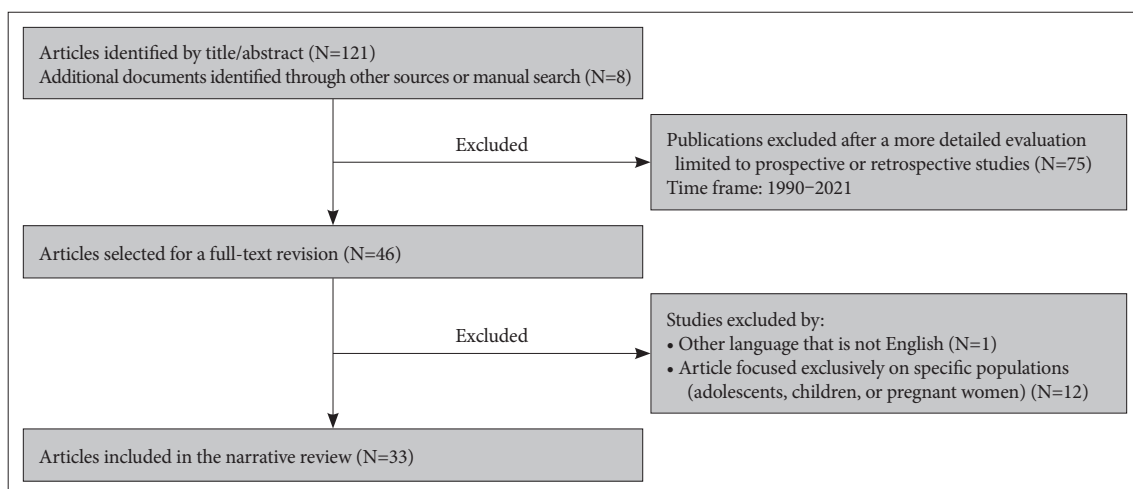 Articles identified by title/abstract (N=121)
Additional documents identified through other sources or manual search (N=8)
Excluded
Publications excluded after a more detailed evaluation
limited to prospective or retrospective studies (N=75)
Time frame: 1990−2021
Articles selected for a full-text revision (N=46)
Excluded
Studies excluded by:
• Other language that is not English (N=1)
• Article focused exclusively on specific populations
(adolescents, children, or pregnant women) (N=12)
Articles included in the narrative review (N=33)